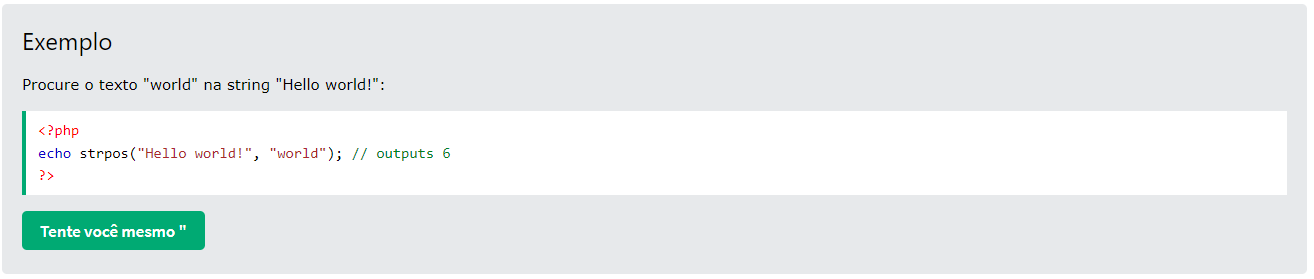 Exemplo
Procure o texto "world" na string "Hello world!":
<?php
echo strpos("Hello world!", "world"); // outputs 6
?>
Tente você mesmo "